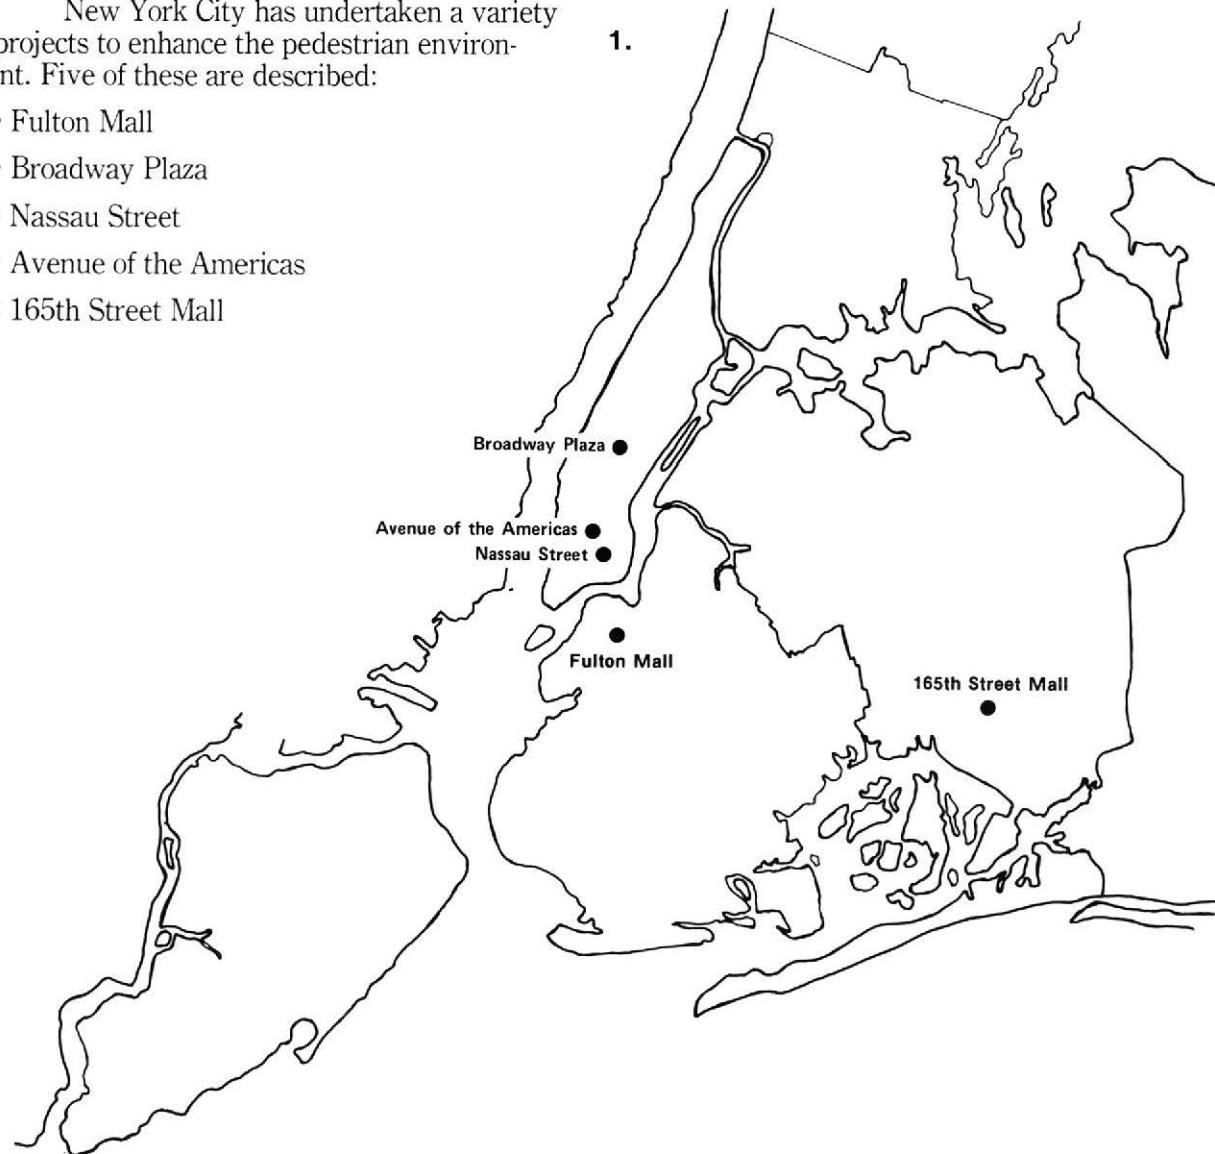 New York City has undertaken a variety
projects to enhance the pedestrian environ-
nt. Five of these are described:
Fulton Mall
Broadway Plaza
Nassau Street
Avenue of the Americas
165th Street Mall
1.
Broadway Plaza
Avenue of the Americas
Nassau Street
Fulton Mall
165th Street Mall